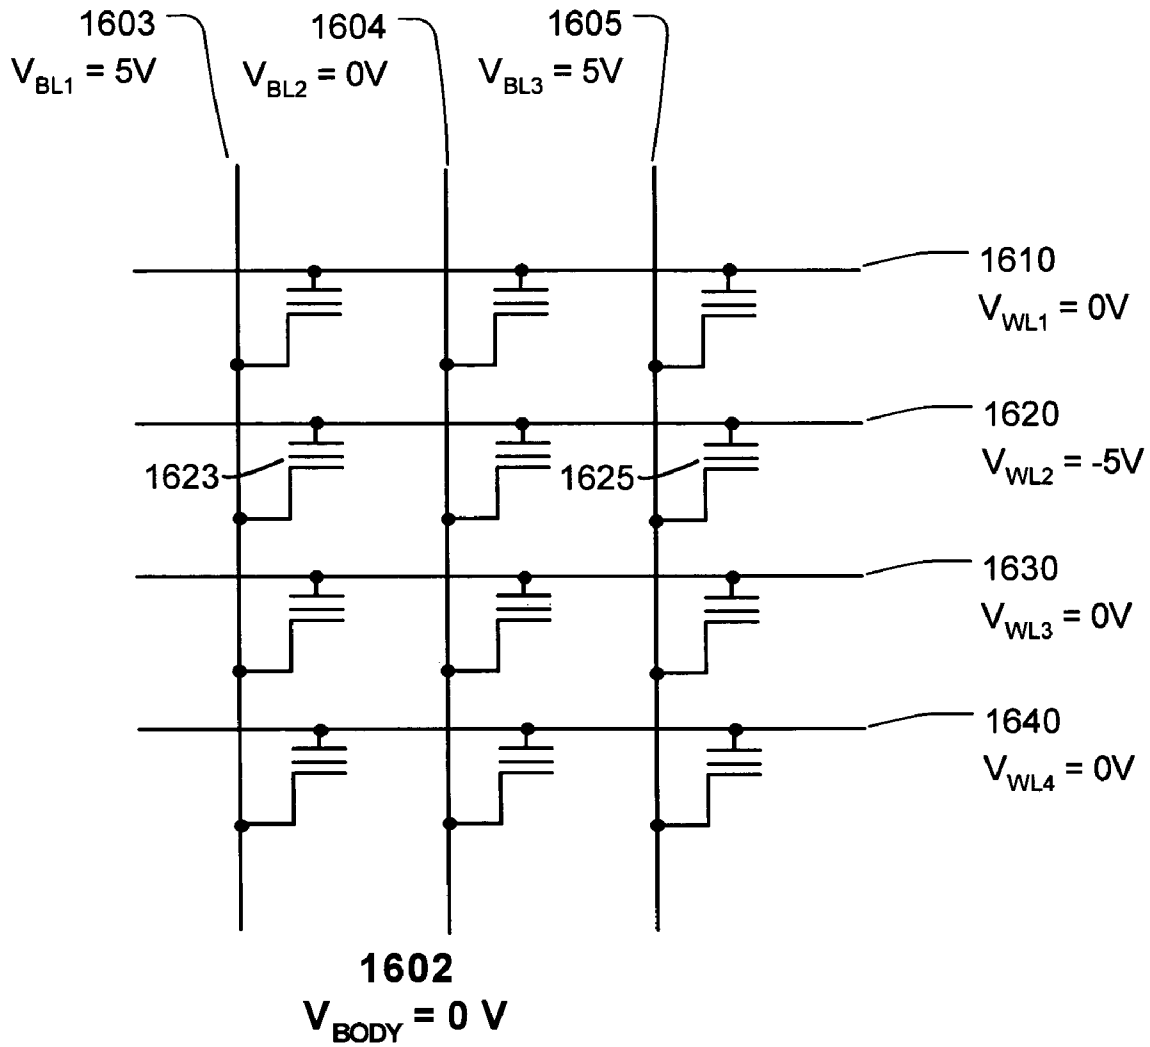 1603
V_BL1 = 5V
1604
V_BL2 = 0V
1605
V_BL3 = 5V
1610
V_WL1 = 0V
1620
V_WL2 = -5V
1623
1625
1630
V_WL3 = 0V
1640
V_WL4 = 0V
1602
V_BODY = 0 V